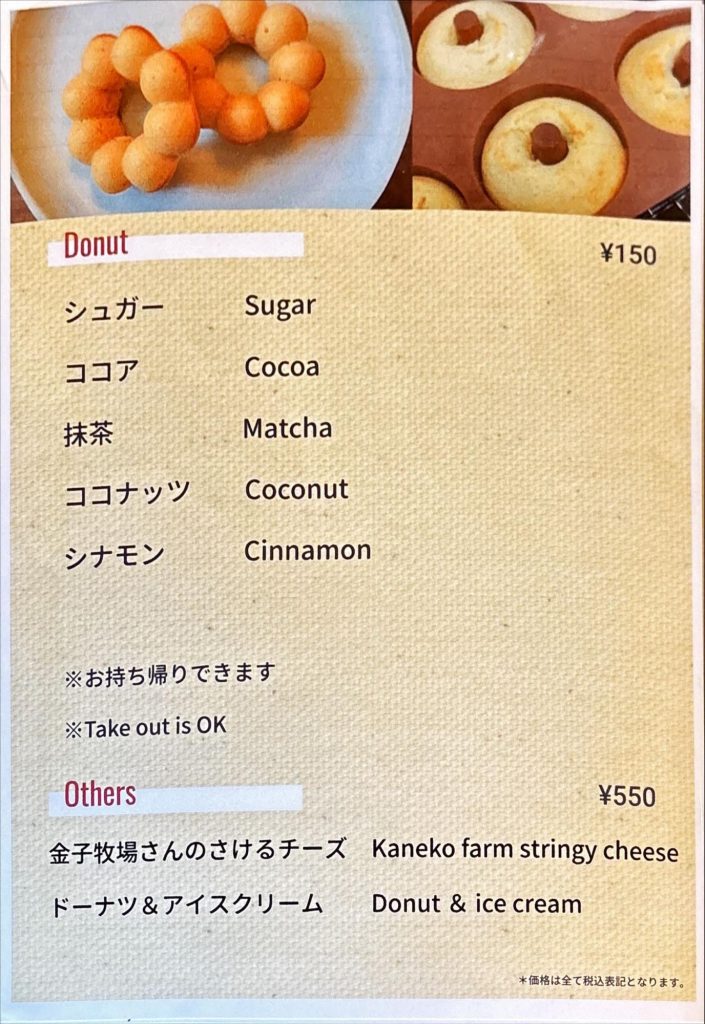 Donut ¥150
シュガー Sugar
ココア Cocoa
抹茶 Matcha
ココナッツ Coconut
シナモン Cinnamon
※お持ち帰りできます
※Take out is OK
Others ¥550
金子牧場さんのさけるチーズ Kaneko farm stringy cheese
ドーナツ＆アイスクリーム Donut & ice cream
＊価格は全て税込表記となります。